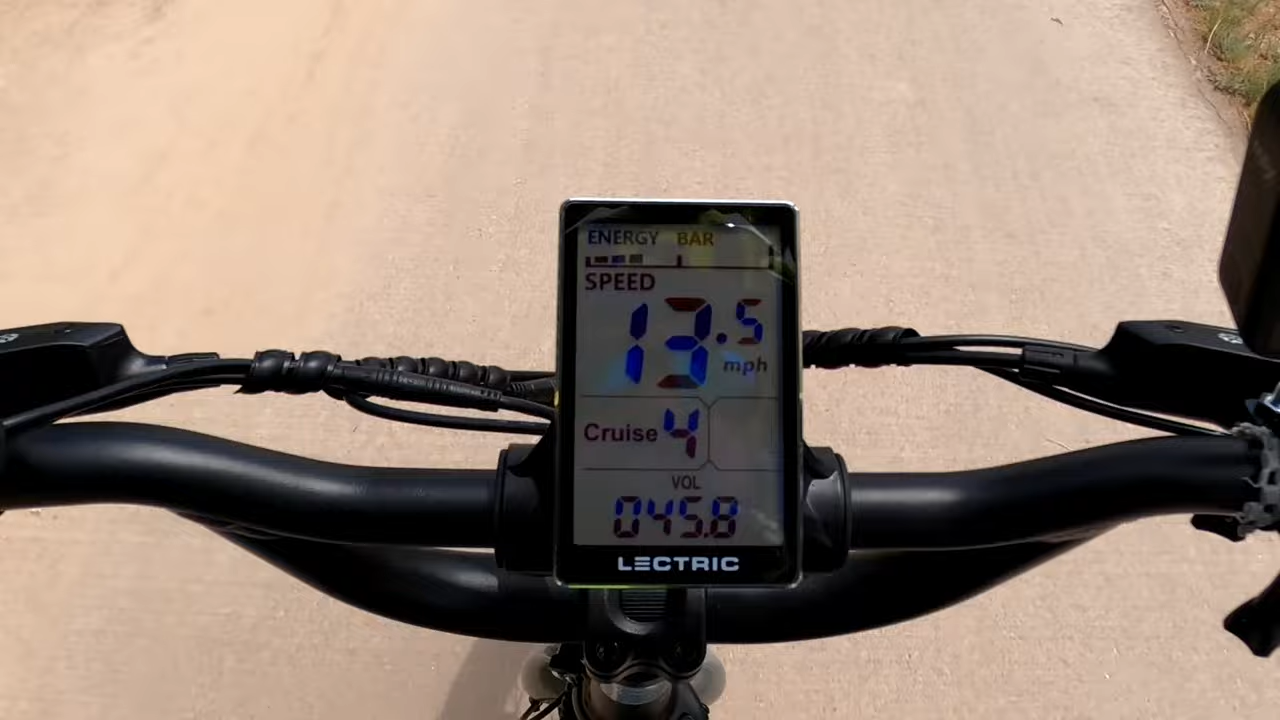 ENERGY BAR
SPEED
13.5
mph
Cruise 4
VOL
045.8
LECTRIC